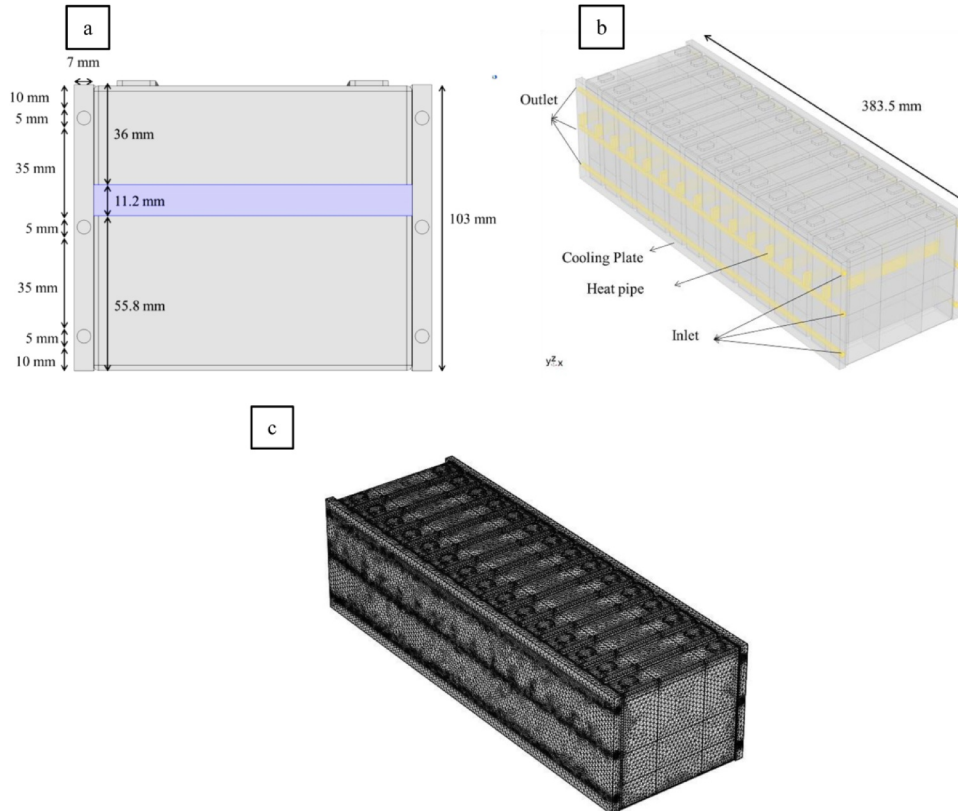 a
7 mm
10 mm
5 mm
35 mm
5 mm
35 mm
5 mm
10 mm
36 mm
11.2 mm
55.8 mm
103 mm
b
Outlet
383.5 mm
Cooling Plate
Heat pipe
Inlet
y z x
c